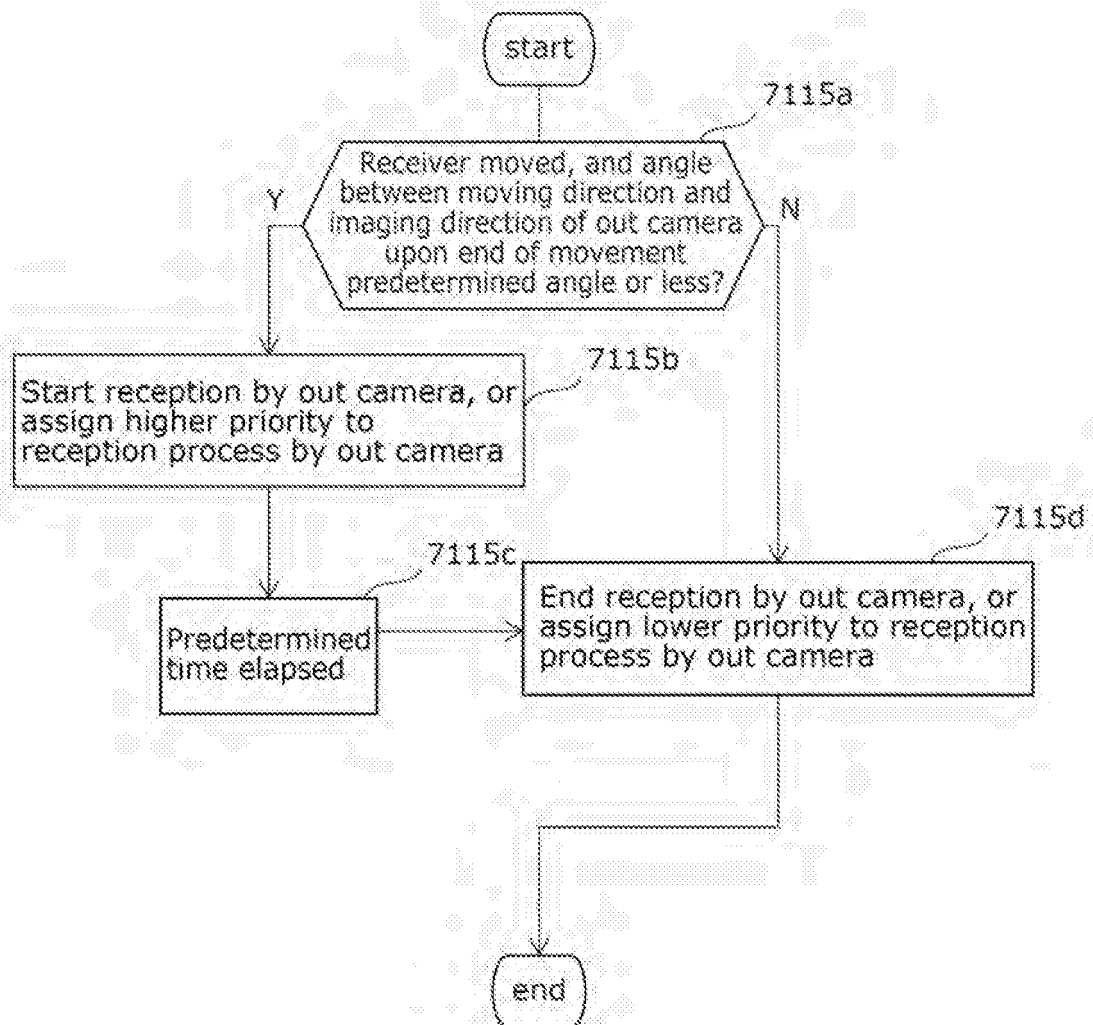 start
7115a
Receiver moved, and angle
between moving direction and
imaging direction of out camera
upon end of movement
predetermined angle or less?
Y
N
7115b
Start reception by out camera, or
assign higher priority to
reception process by out camera
7115c
Predetermined
time elapsed
7115d
End reception by out camera, or
assign lower priority to reception
process by out camera
end